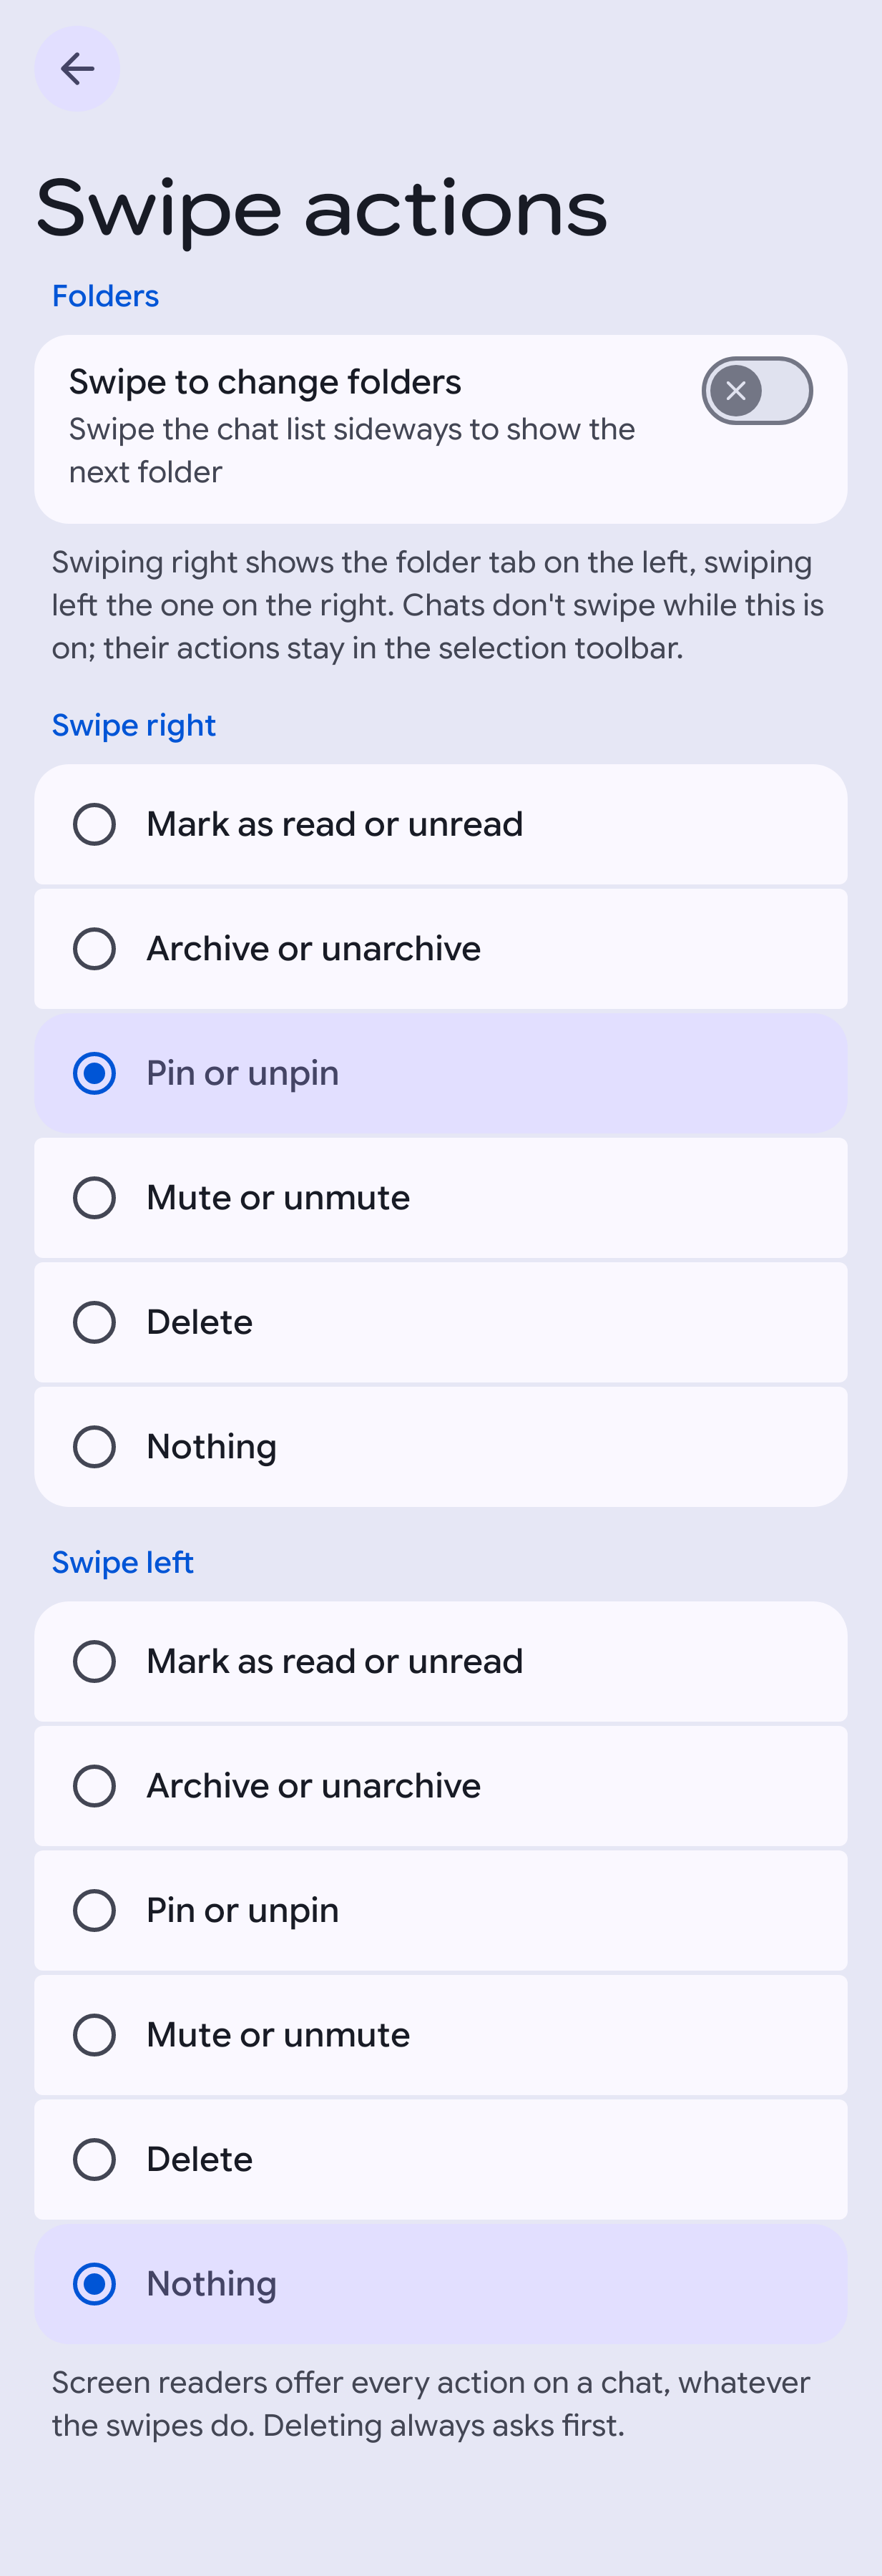 Swipe actions
Folders
Swipe to change folders
Swipe the chat list sideways to show the
next folder
Swiping right shows the folder tab on the left, swiping
left the one on the right. Chats don't swipe while this is
on; their actions stay in the selection toolbar.
Swipe right
Mark as read or unread
Archive or unarchive
Pin or unpin
Mute or unmute
Delete
Nothing
Swipe left
Mark as read or unread
Archive or unarchive
Pin or unpin
Mute or unmute
Delete
Nothing
Screen readers offer every action on a chat, whatever
the swipes do. Deleting always asks first.